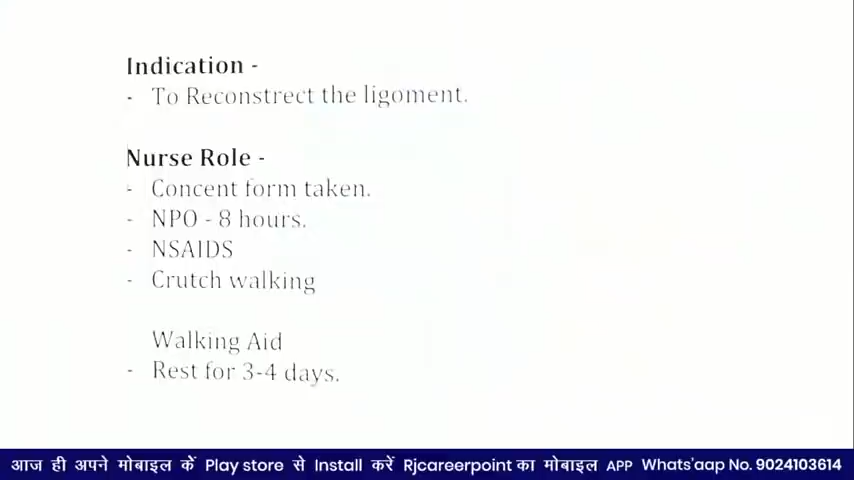 Indication -
- To Reconstrect the ligoment.
Nurse Role -
- Concent form taken.
- NPO - 8 hours.
- NSAIDS
- Crutch walking
Walking Aid
- Rest for 3-4 days.
आज ही अपने मोबाइल कें Play store से Install करें Rjcareerpoint का मोबाइल APP Whats'aap No. 9024103614